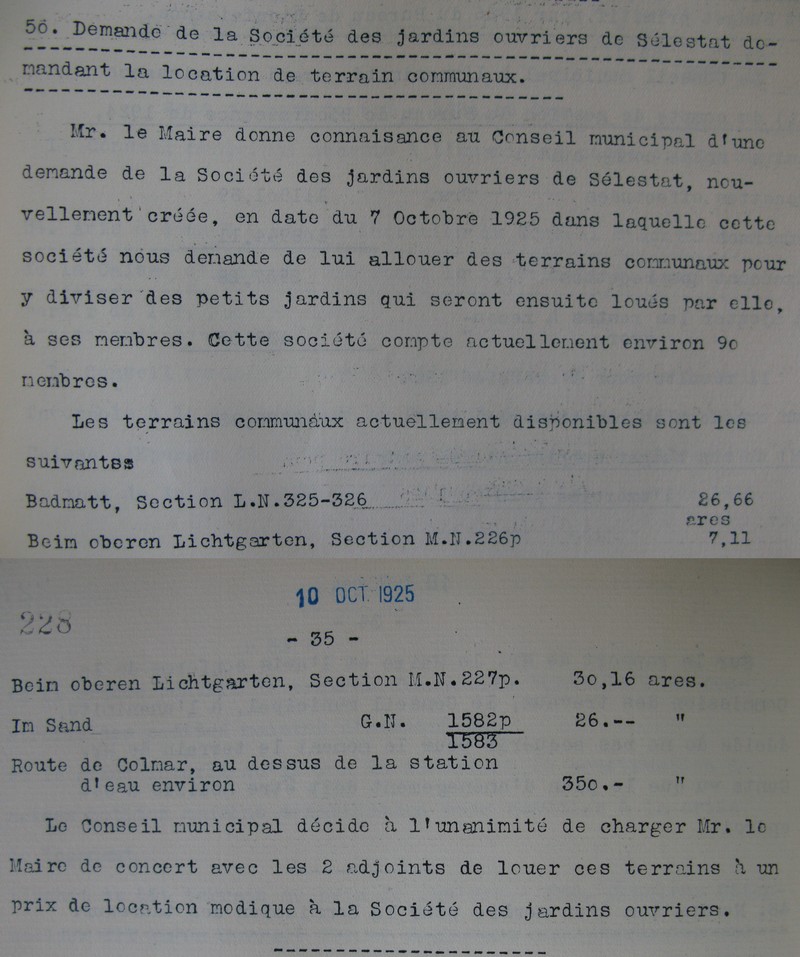 56. Demande de la Société des jardins ouvriers de Sélestat de-
mandant la location de terrain communaux.
Mr. le Maire donne connaisance au Conseil municipal d'une
demande de la Société des jardins ouvriers de Sélestat, nou-
vellement créée, en date du 7 Octobre 1925 dans laquelle cette
société nous demande de lui allouer des terrains communaux pour
y diviser des petits jardins qui seront ensuite loués par elle,
à ses membres. Cette société compte actuellement environ 9o
membres.
Les terrains communaux actuellement disponibles sont les
suivants:
Badmatt, Section L.N.325-326 26,66
ares
Beim oberen Lichtgarten, Section M.N.226p 7,11
10 OCT. 1925
228
- 35 -
Beim oberen Lichtgarten, Section M.N.227p. 3o,16 ares.
Im Sand G.N. 1582p 26.-- "
1583
Route de Colmar, au dessus de la station
d'eau environ 35o.- "
Le Conseil municipal décide à l'unanimité de charger Mr. le
Maire de concert avec les 2 adjoints de louer ces terrains à un
prix de location modique à la Société des jardins ouvriers.